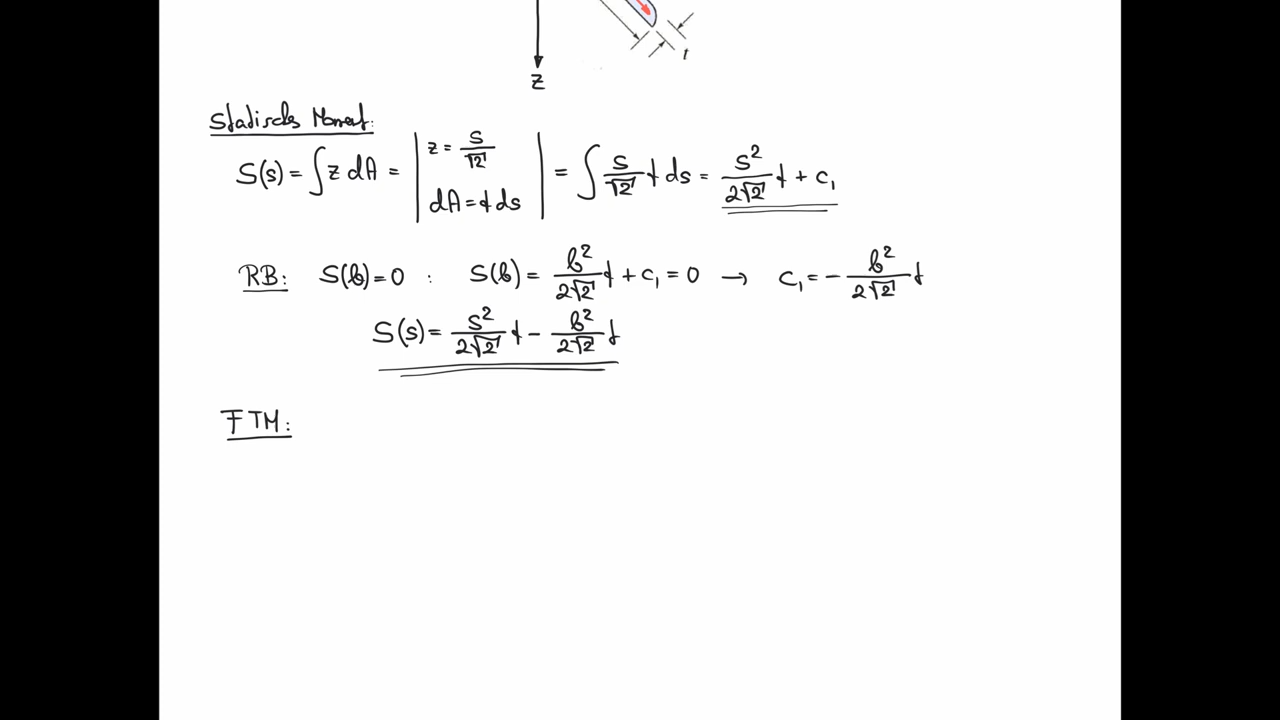 t
z
Statisches Moment:
S(s) = ∫ z dA = | z = s/√2 dA = t ds | = ∫ s/√2 t ds = s²/2√2 t + c₁
RB: S(b) = 0 : S(b) = b²/2√2 t + c₁ = 0 → c₁ = - b²/2√2 t
S(s) = s²/2√2 t - b²/2√2 t
FTM: